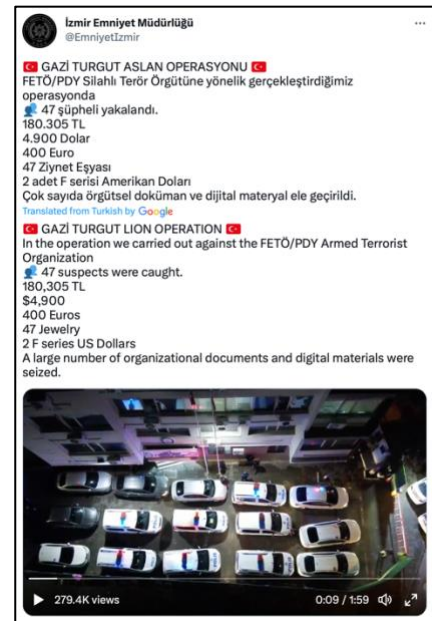 İzmir Emniyet Müdürlüğü
@EmniyetIzmir
GAZİ TURGUT ASLAN OPERASYONU
FETÖ/PDY Silahlı Terör Örgütüne yönelik gerçekleştirdiğimiz
operasyonda
47 şüpheli yakalandı.
180.305 TL
4.900 Dolar
400 Euro
47 Ziynet Eşyası
2 adet F serisi Amerikan Doları
Çok sayıda örgütsel doküman ve dijital materyal ele geçirildi.
Translated from Turkish by Google
GAZİ TURGUT LION OPERATION
In the operation we carried out against the FETÖ/PDY Armed Terrorist
Organization
47 suspects were caught.
180,305 TL
$4,900
400 Euros
47 Jewelry
2 F series US Dollars
A large number of organizational documents and digital materials were
seized.
279.4K views
0:09 / 1:59